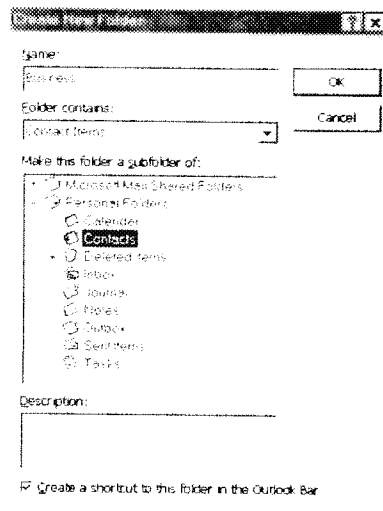 Create New Folder
Name:
Business
OK
Folder contains:
Contact Items
Cancel
Make this folder a subfolder of:
Microsoft Mail Shared Folders
Personal Folders
Calendar
Contacts
Deleted Items
Inbox
Journal
Notes
Outbox
Sent Items
Tasks
Description:
Create a shortcut to this folder in the Outlook Bar